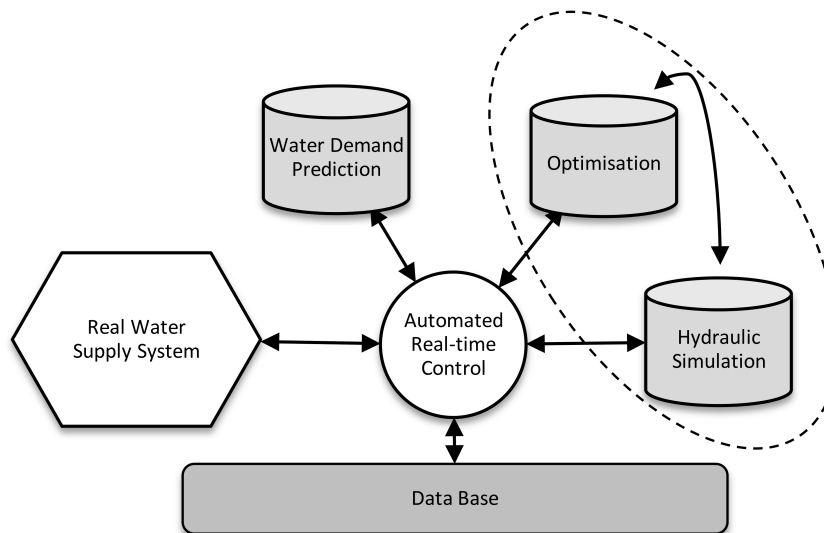 Water Demand
Prediction
Optimisation
Real Water
Supply System
Automated
Real-time
Control
Hydraulic
Simulation
Data Base